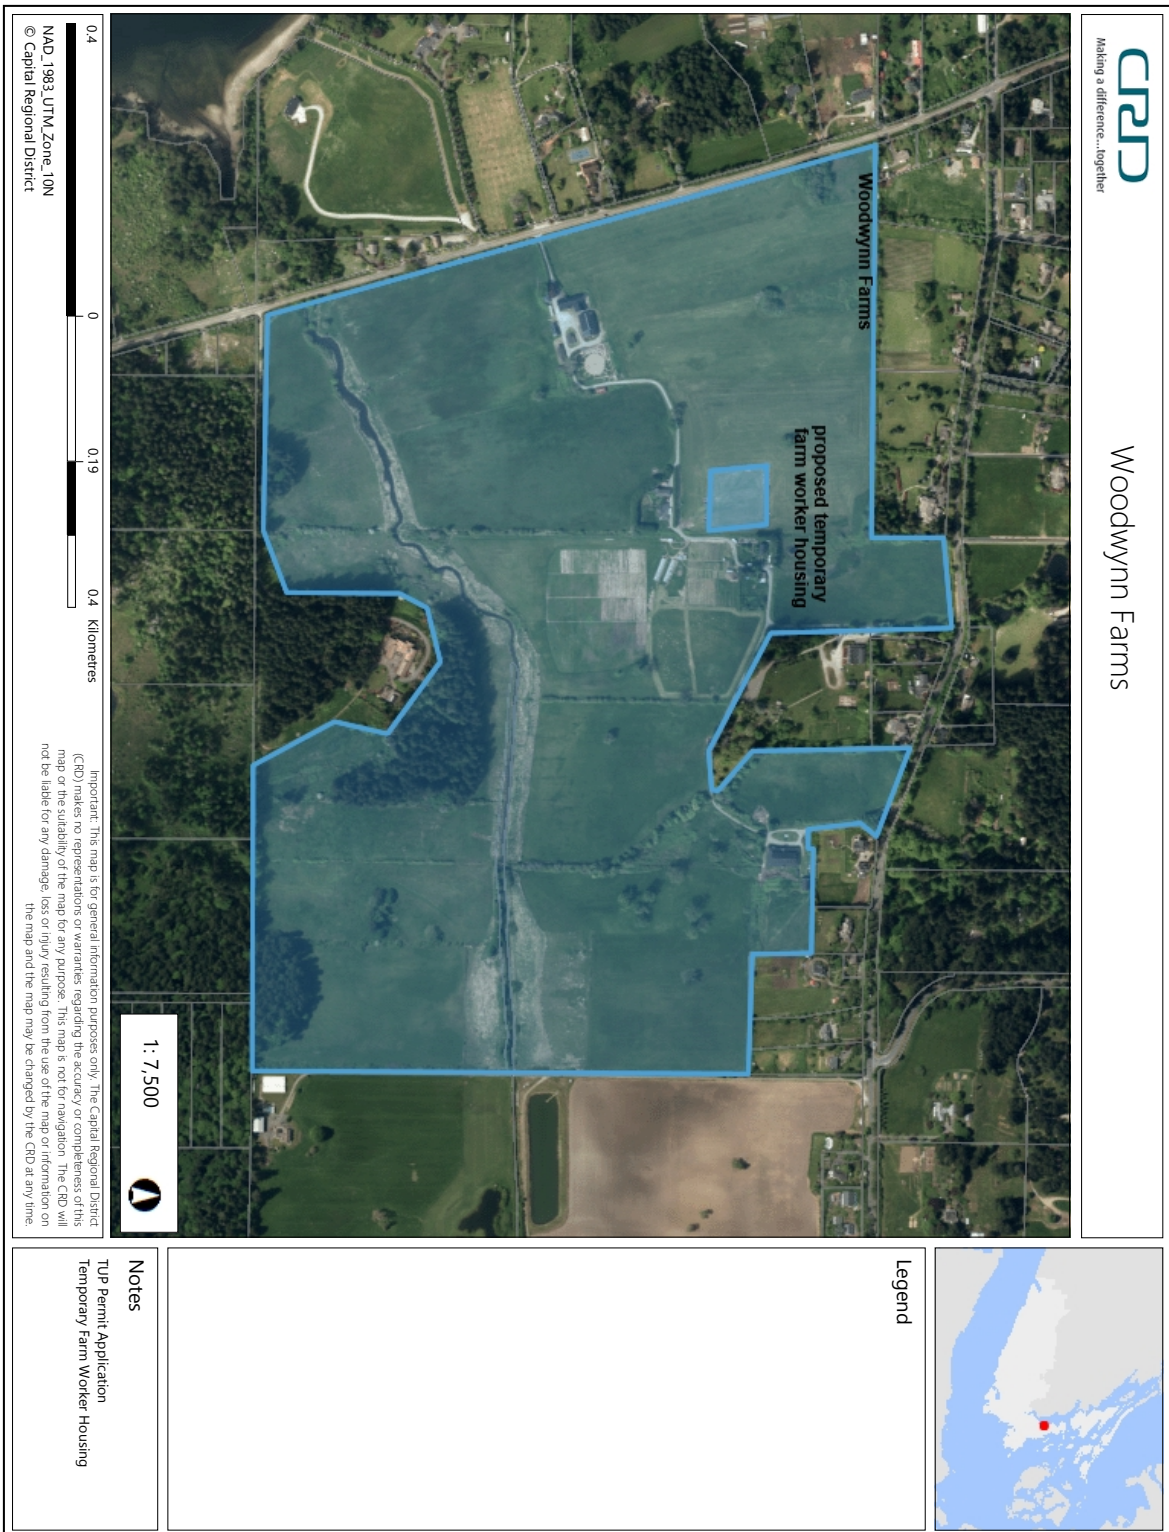 CRD
Making a difference...together
Woodwynn Farms
Woodwynn Farms
proposed temporary
farm worker housing
1: 7,500
Legend
Notes
TUP Permit Application
Temporary Farm Worker Housing
0.4 0 0.19 0.4 Kilometres
NAD_1983_UTM_Zone_10N
© Capital Regional District
Important: This map is for general information purposes only. The Capital Regional District
(CRD) makes no representations or warranties regarding the accuracy or completeness of this
map or the suitability of the map for any purpose. This map is not for navigation. The CRD will
not be liable for any damage, loss or injury resulting from the use of the map or information on
the map and the map may be changed by the CRD at any time.